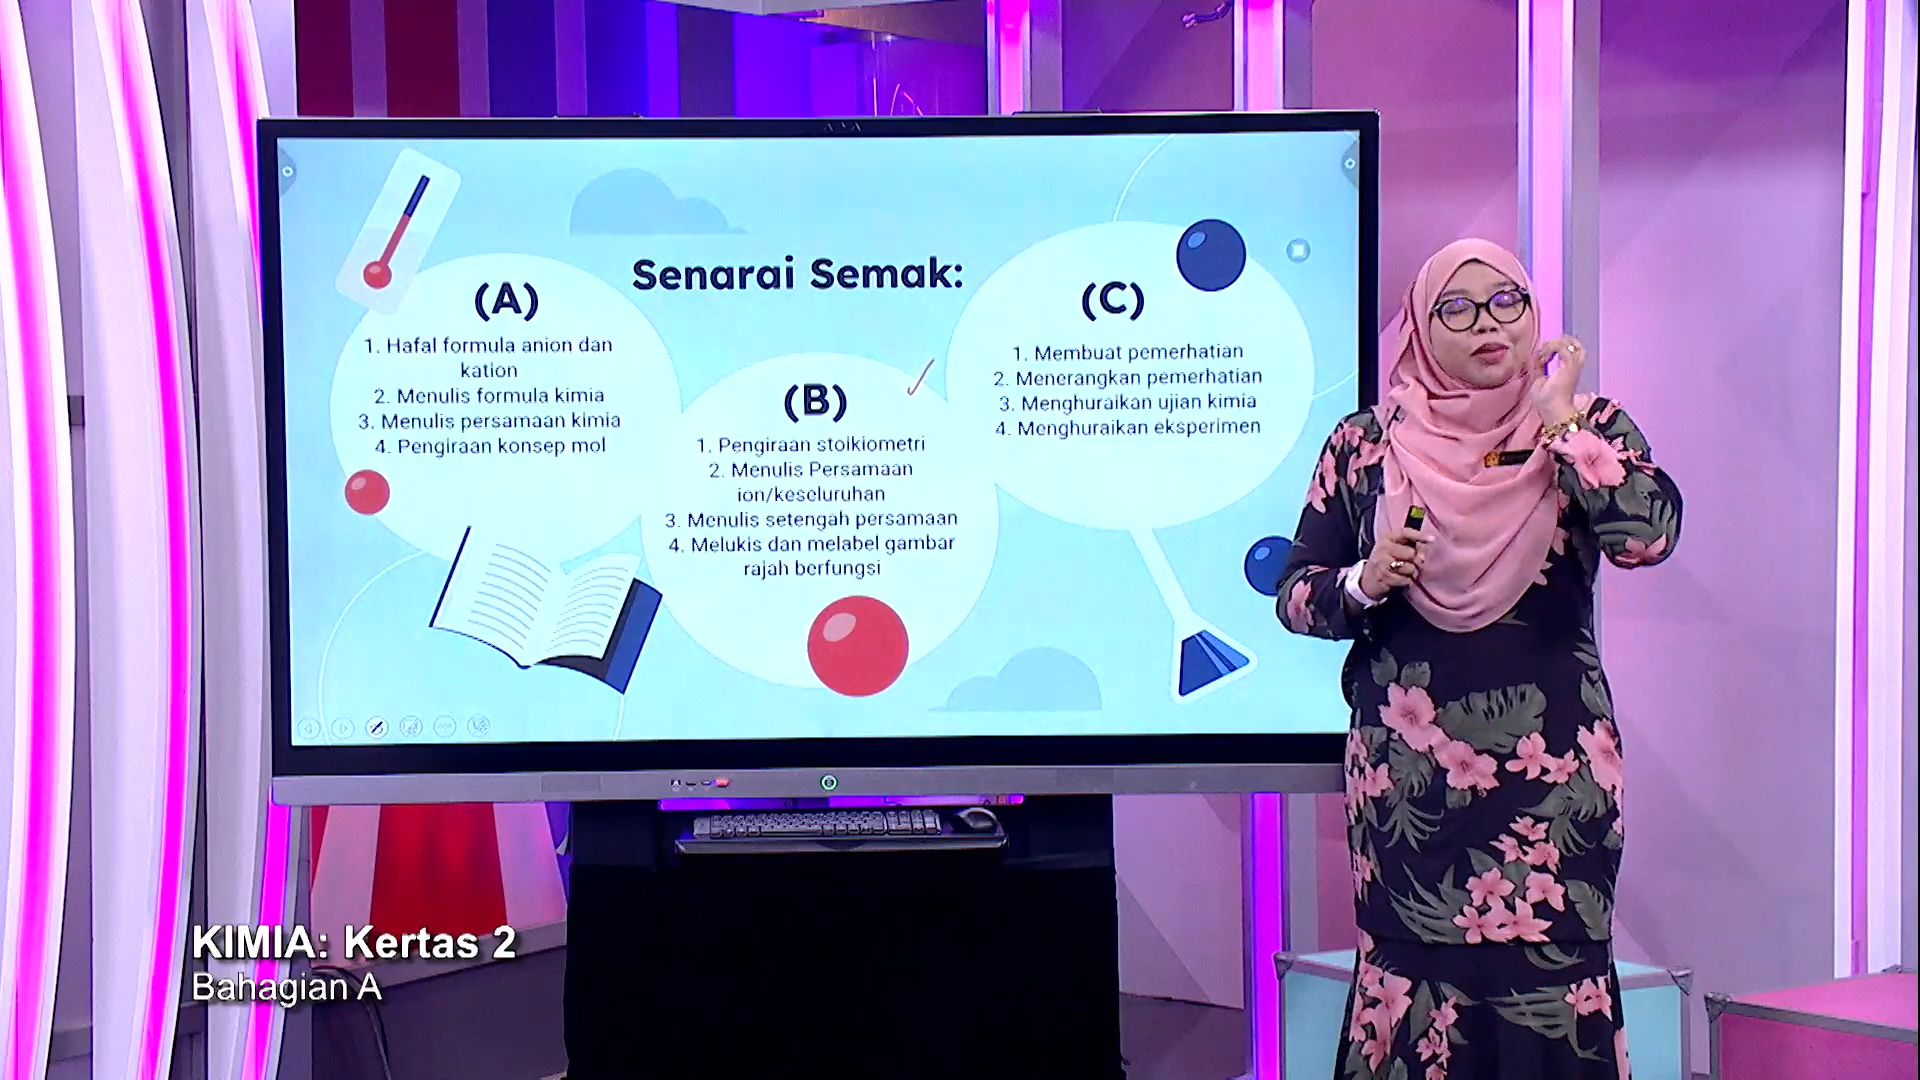 Senarai Semak:
(A)
1. Hafal formula anion dan
kation
2. Menulis formula kimia
3. Menulis persamaan kimia
4. Pengiraan konsep mol
(B)
1. Pengiraan stoikiometri
2. Menulis Persamaan
ion/keseluruhan
3. Menulis setengah persamaan
4. Melukis dan melabel gambar
rajah berfungsi
(C)
1. Membuat pemerhatian
2. Menerangkan pemerhatian
3. Menghuraikan ujian kimia
4. Menghuraikan eksperimen
KIMIA: Kertas 2
Bahagian A